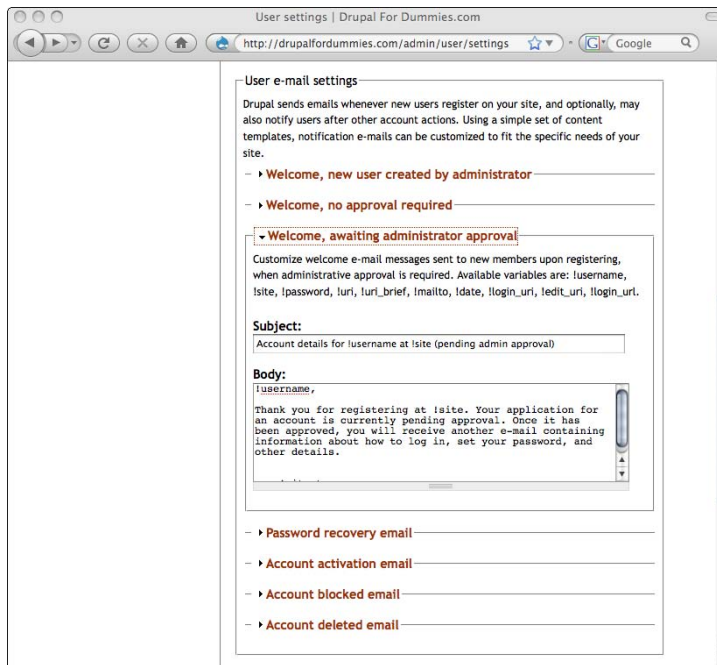 User settings | Drupal For Dummies.com
http://drupalfordummies.com/admin/user/settings
G
Google
User e-mail settings
Drupal sends emails whenever new users register on your site, and optionally, may
also notify users after other account actions. Using a simple set of content
templates, notification e-mails can be customized to fit the specific needs of your
site.
Welcome, new user created by administrator
Welcome, no approval required
Welcome, awaiting administrator approval
Customize welcome e-mail messages sent to new members upon registering,
when administrative approval is required. Available variables are: !username,
!site, !password, !uri, !uri_brief, !mailto, !date, !login_uri, !edit_uri, !login_url.
Subject:
Account details for !username at !site (pending admin approval)
Body:
!username,
Thank you for registering at !site. Your application for
an account is currently pending approval. Once it has
been approved, you will receive another e-mail containing
information about how to log in, set your password, and
other details.
Password recovery email
Account activation email
Account blocked email
Account deleted email